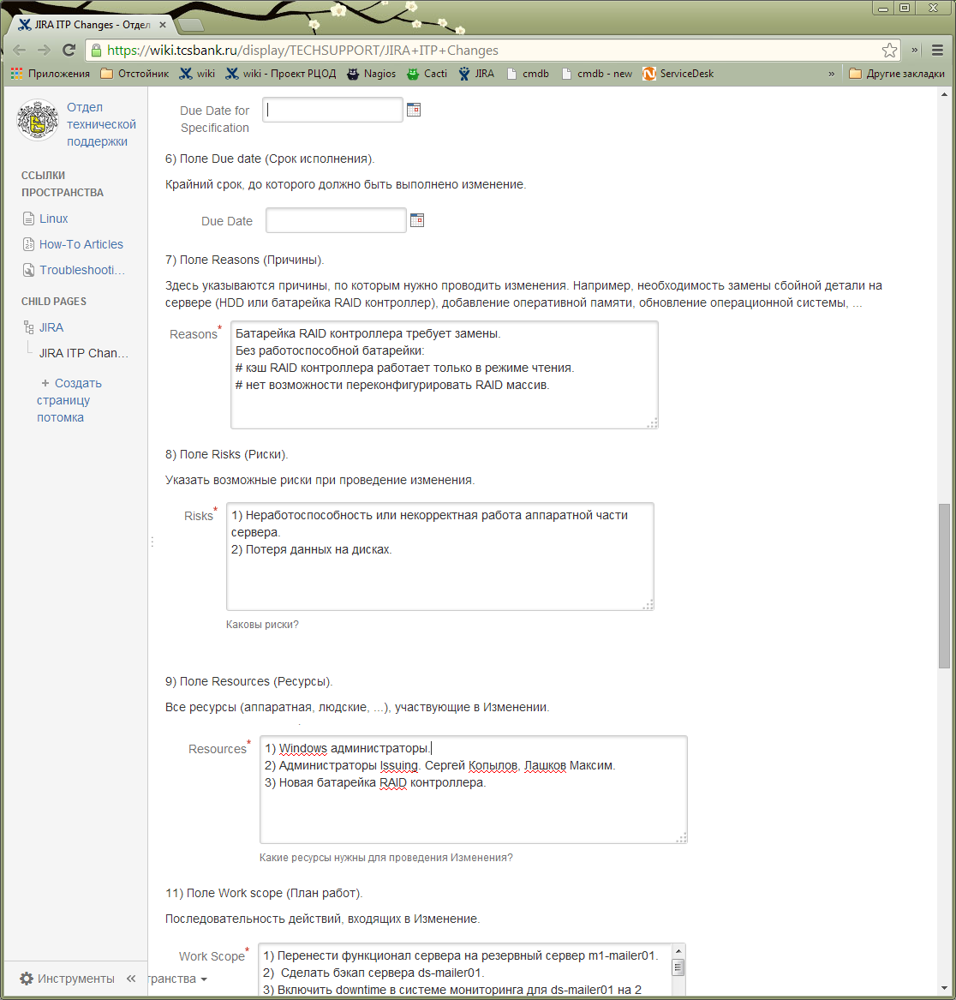 JIRA ITP Changes - Отдел
https://wiki.tcsbank.ru/display/TECHSUPPORT/JIRA+ITP+Changes
Приложения Отстойник wiki wiki - Проект РЦОД Nagios Cacti JIRA cmdb cmdb - new ServiceDesk » Другие закладки
Отдел
технической
поддержки
ССЫЛКИ
ПРОСТРАНСТВА
Linux
How-To Articles
Troubleshooti...
CHILD PAGES
JIRA
JIRA ITP Chan...
+ Создать
страницу
потомка
Инструменты «
транства
Due Date for
Specification
6) Поле Due date (Срок исполнения).
Крайний срок, до которого должно быть выполнено изменение.
Due Date
7) Поле Reasons (Причины).
Здесь указываются причины, по которым нужно проводить изменения. Например, необходимость замены сбойной детали на
сервере (HDD или батарейка RAID контроллер), добавление оперативной памяти, обновление операционной системы, ...
Reasons*
Батарейка RAID контроллера требует замены.
Без работоспособной батарейки:
# кэш RAID контроллера работает только в режиме чтения.
# нет возможности переконфигурировать RAID массив.
8) Поле Risks (Риски).
Указать возможные риски при проведение изменения.
Risks*
1) Неработоспособность или некорректная работа аппаратной части
сервера.
2) Потеря данных на дисках.
Каковы риски?
9) Поле Resources (Ресурсы).
Все ресурсы (аппаратная, людские, ...), участвующие в Изменении.
Resources*
1) Windows администраторы.
2) Администраторы Issuing. Сергей Копылов, Лашков Максим.
3) Новая батарейка RAID контроллера.
Какие ресурсы нужны для проведения Изменения?
11) Поле Work scope (План работ).
Последовательность действий, входящих в Изменение.
Work Scope*
1) Перенести функционал сервера на резервный сервер m1-mailer01.
2) Сделать бэкап сервера ds-mailer01.
3) Включить downtime в системе мониторинга для ds-mailer01 на 2